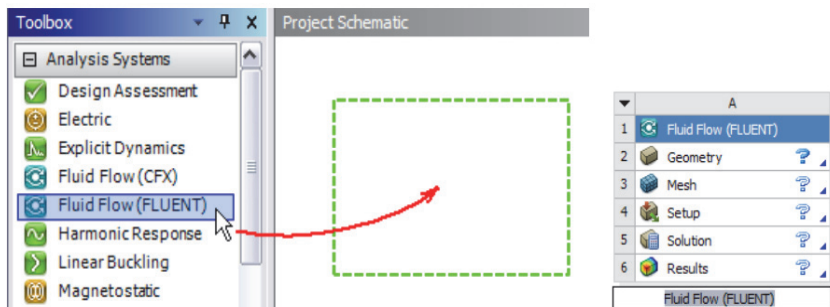 Toolbox
Project Schematic
Analysis Systems
Design Assessment
Electric
Explicit Dynamics
Fluid Flow (CFX)
Fluid Flow (FLUENT)
Harmonic Response
Linear Buckling
Magnetostatic
A
1 Fluid Flow (FLUENT)
2 Geometry ?
3 Mesh ?
4 Setup ?
5 Solution ?
6 Results ?
Fluid Flow (FLUENT)